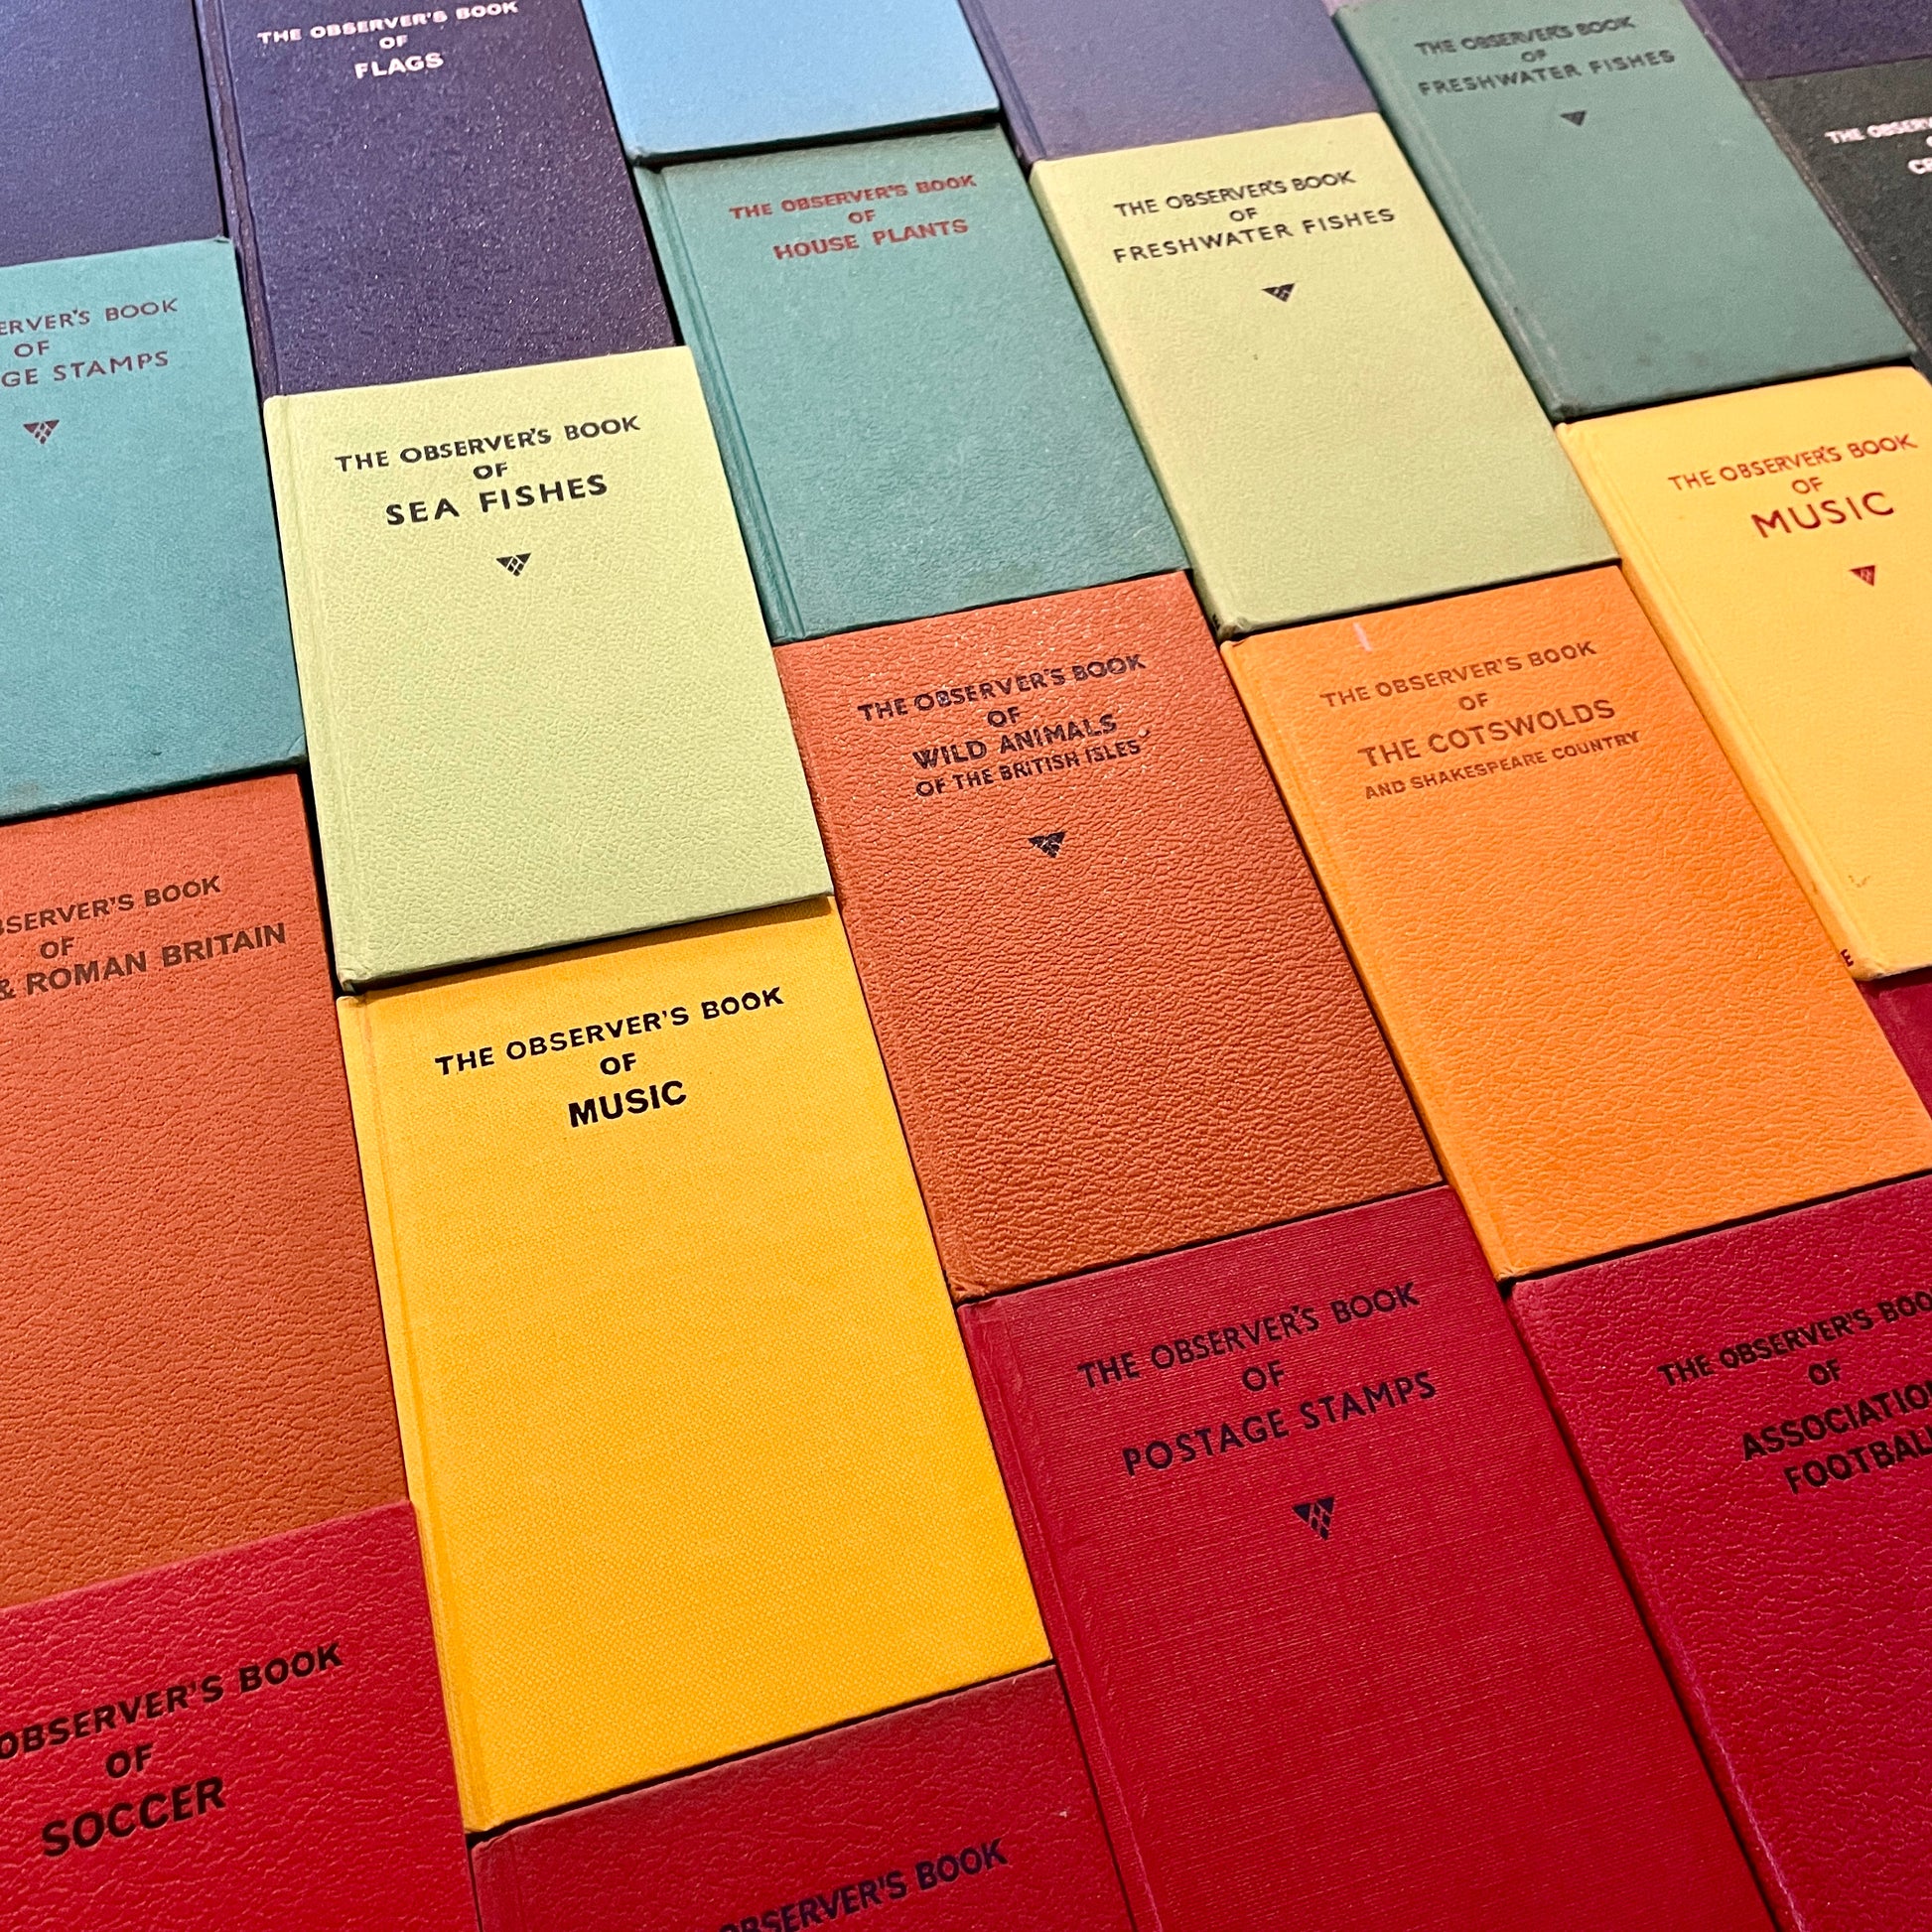 THE OBSERVER'S BOOK
OF
FLAGS
THE OBSERVER'S BOOK
OF
FRESHWATER FISHES
THE
BOOK
OF
STAMPS
THE OBSERVER'S BOOK
OF
HOUSE PLANTS
THE OBSERVER'S BOOK
OF
FRESHWATER FISHES
THE OBSERVER'S BOOK
OF
SEA FISHES
THE OBSERVER'S BOOK
OF
MUSIC
THE OBSERVER'S BOOK
OF
WILD ANIMALS
OF THE BRITISH ISLES
THE OBSERVER'S BOOK
OF
THE COTSWOLDS
AND SHAKESPEARE COUNTRY
BOOK
OF
& ROMAN BRITAIN
THE OBSERVER'S BOOK
OF
MUSIC
THE OBSERVER'S BOOK
OF
POSTAGE STAMPS
THE OBSERVER'S
OF
OBSERVER'S BOOK
OF
SOCCER
BOOK